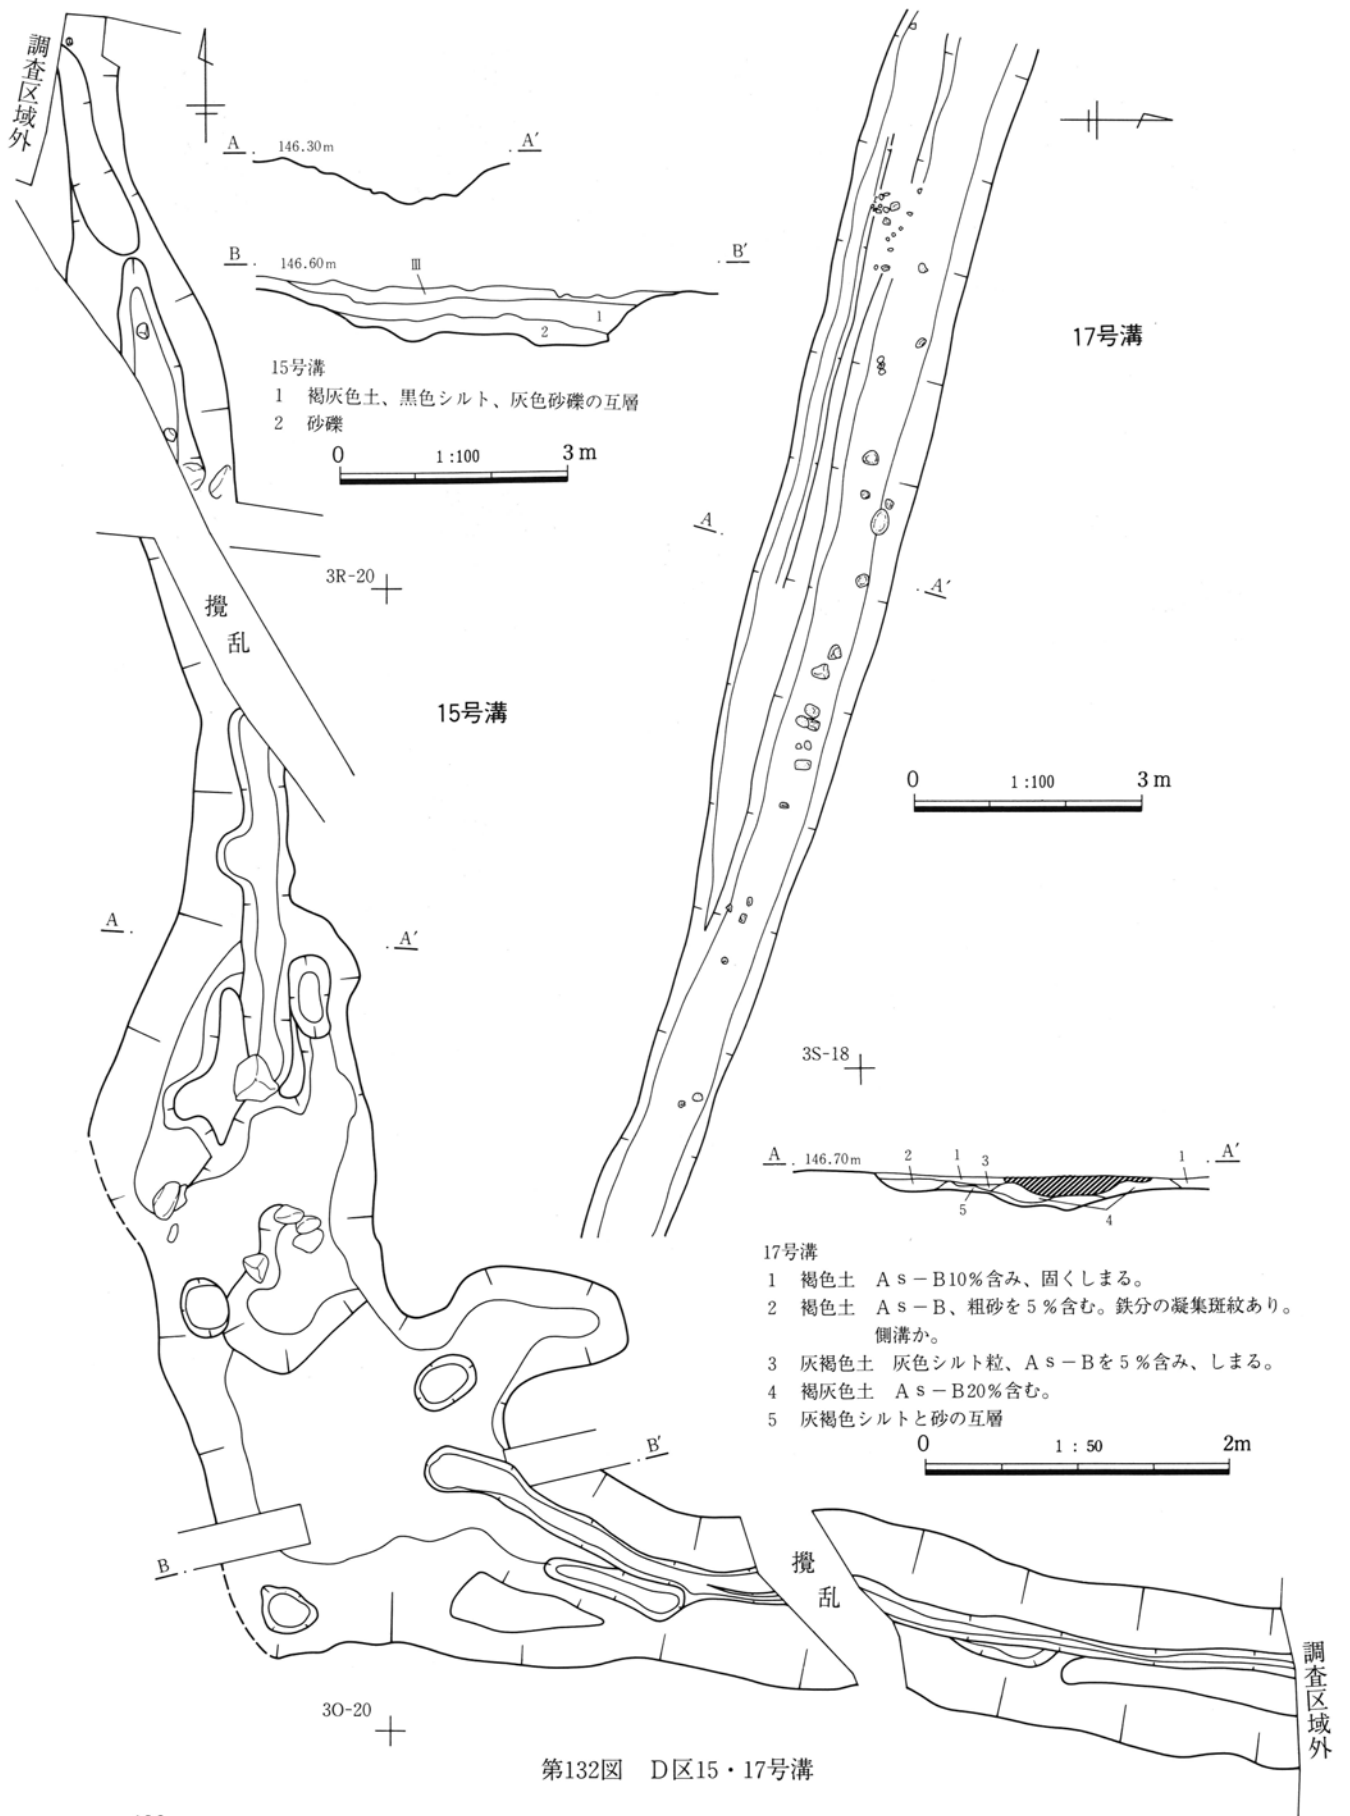 調査区域外
A 146.30m A′
B 146.60m B′
Ⅲ
1
2
15号溝
1 褐灰色土、黒色シルト、灰色砂礫の互層
2 砂礫
0 1:100 3m
3R-20
攪乱
15号溝
A A′
B B′
攪乱
調査区域外
3O-20
17号溝
A A′
0 1:100 3m
3S-18
A 146.70m 2 1 3 1 A′
5 4
17号溝
1 褐色土 As-B10%含み、固くしまる。
2 褐色土 As-B、粗砂を5%含む。鉄分の凝集斑紋あり。
側溝か。
3 灰褐色土 灰色シルト粒、As-Bを5%含み、しまる。
4 褐灰色土 As-B20%含む。
5 灰褐色シルトと砂の互層
0 1:50 2m
第132図 D区15・17号溝